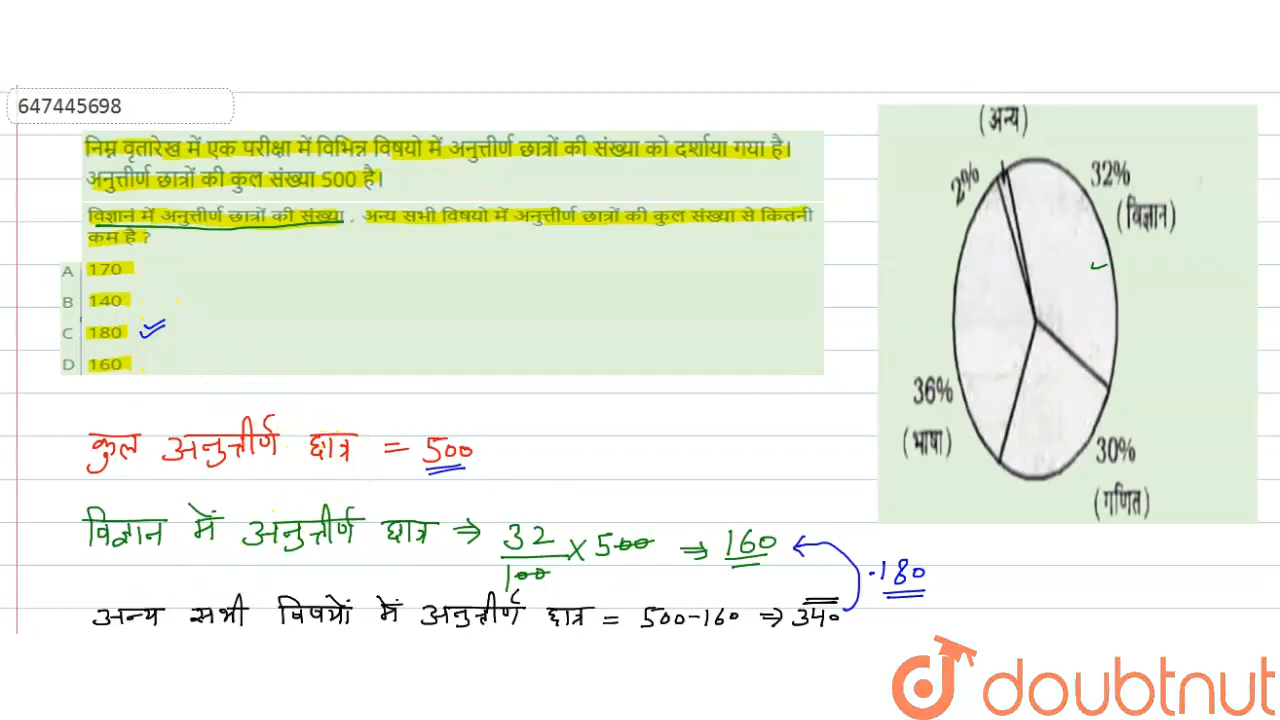 647445698
निम्न वृतारेख में एक परीक्षा में विभिन्न विषयो में अनुत्तीर्ण छात्रों की संख्या को दर्शाया गया है।
अनुत्तीर्ण छात्रों की कुल संख्या 500 है।
विज्ञान में अनुत्तीर्ण छात्रों की संख्या , अन्य सभी विषयो में अनुत्तीर्ण छात्रों की कुल संख्या से कितनी
कम है ?
A 170
B 140
C 180
D 160
(अन्य)
2%
32%
(विज्ञान)
36%
(भाषा)
30%
(गणित)
कुल अनुत्तीर्ण छात्र = 500
विज्ञान में अनुत्तीर्ण छात्र ⇒ 32/100 × 500 ⇒ 160
180
अन्य सभी विषयों में अनुत्तीर्ण छात्र = 500-160 ⇒ 340
doubtnut